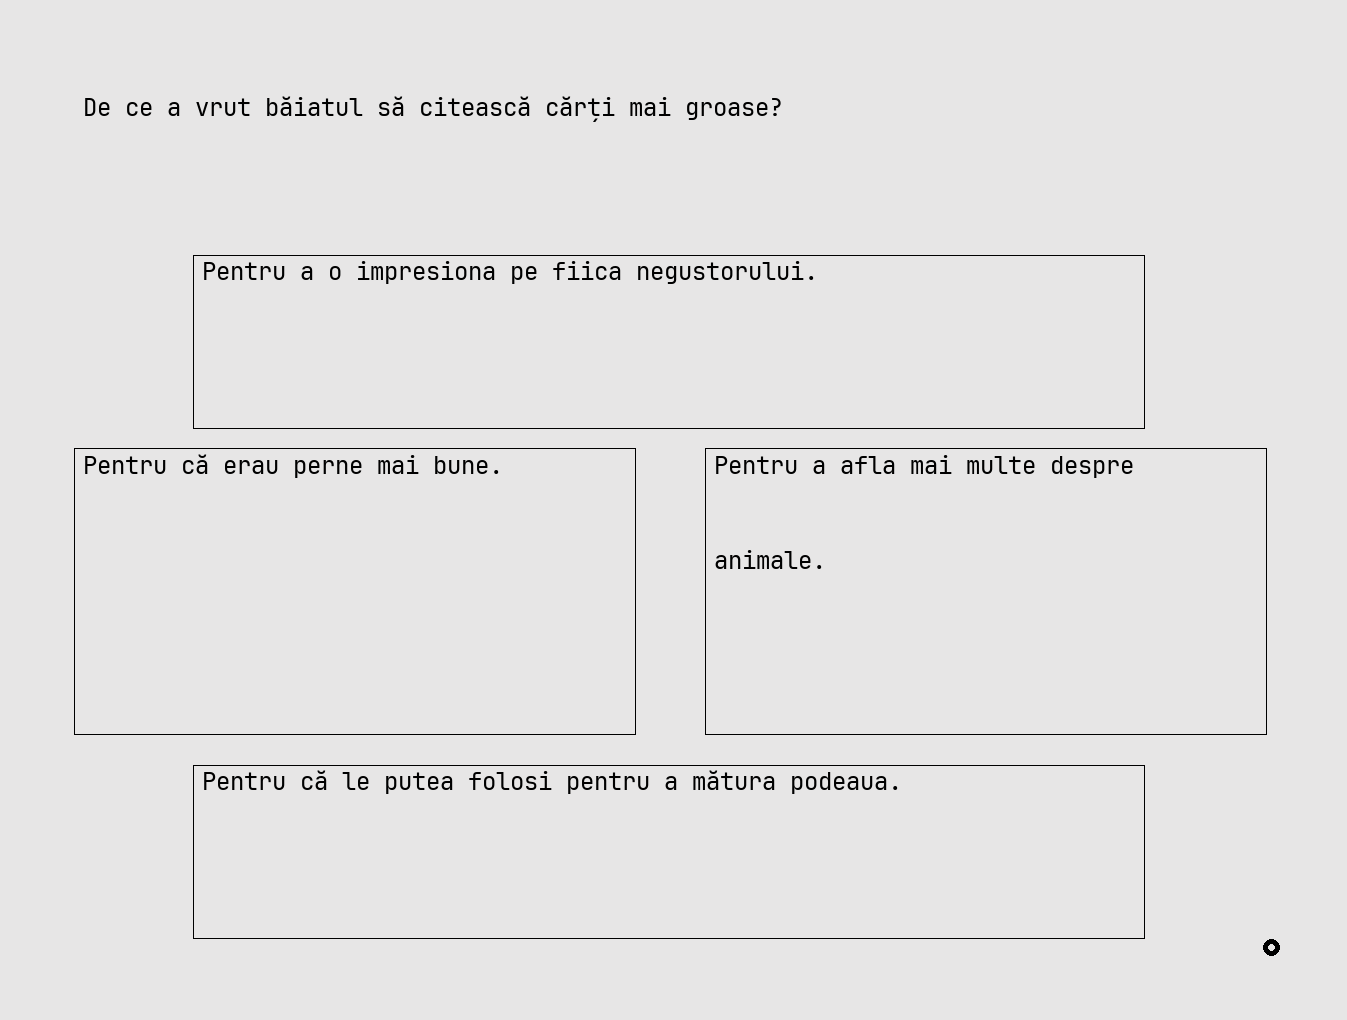 De ce a vrut băiatul să citească cărți mai groase?
Pentru a o impresiona pe fiica negustorului.
Pentru că erau perne mai bune.
Pentru a afla mai multe despre
animale.
Pentru că le putea folosi pentru a mătura podeaua.